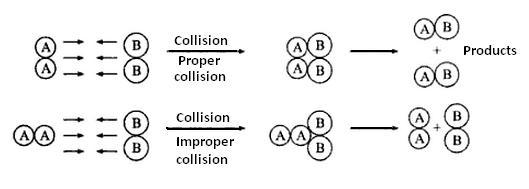 A B Collision A B A B
A B Proper A B + Products
collision A B
Collision
A A B A A B A + B
B Improper B A B
collision